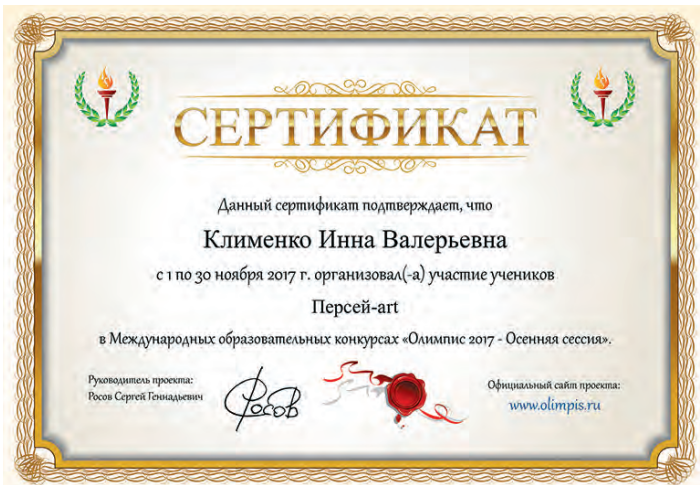 СЕРТИФИКАТ
Данный сертификат подтверждает, что
Клименко Инна Валерьевна
с 1 по 30 ноября 2017 г. организовал(-а) участие учеников
Персей-art
в Международных образовательных конкурсах «Олимпис 2017 - Осенняя сессия».
Руководитель проекта:
Росов Сергей Геннадьевич
Росов
Официальный сайт проекта:
www.olimpis.ru